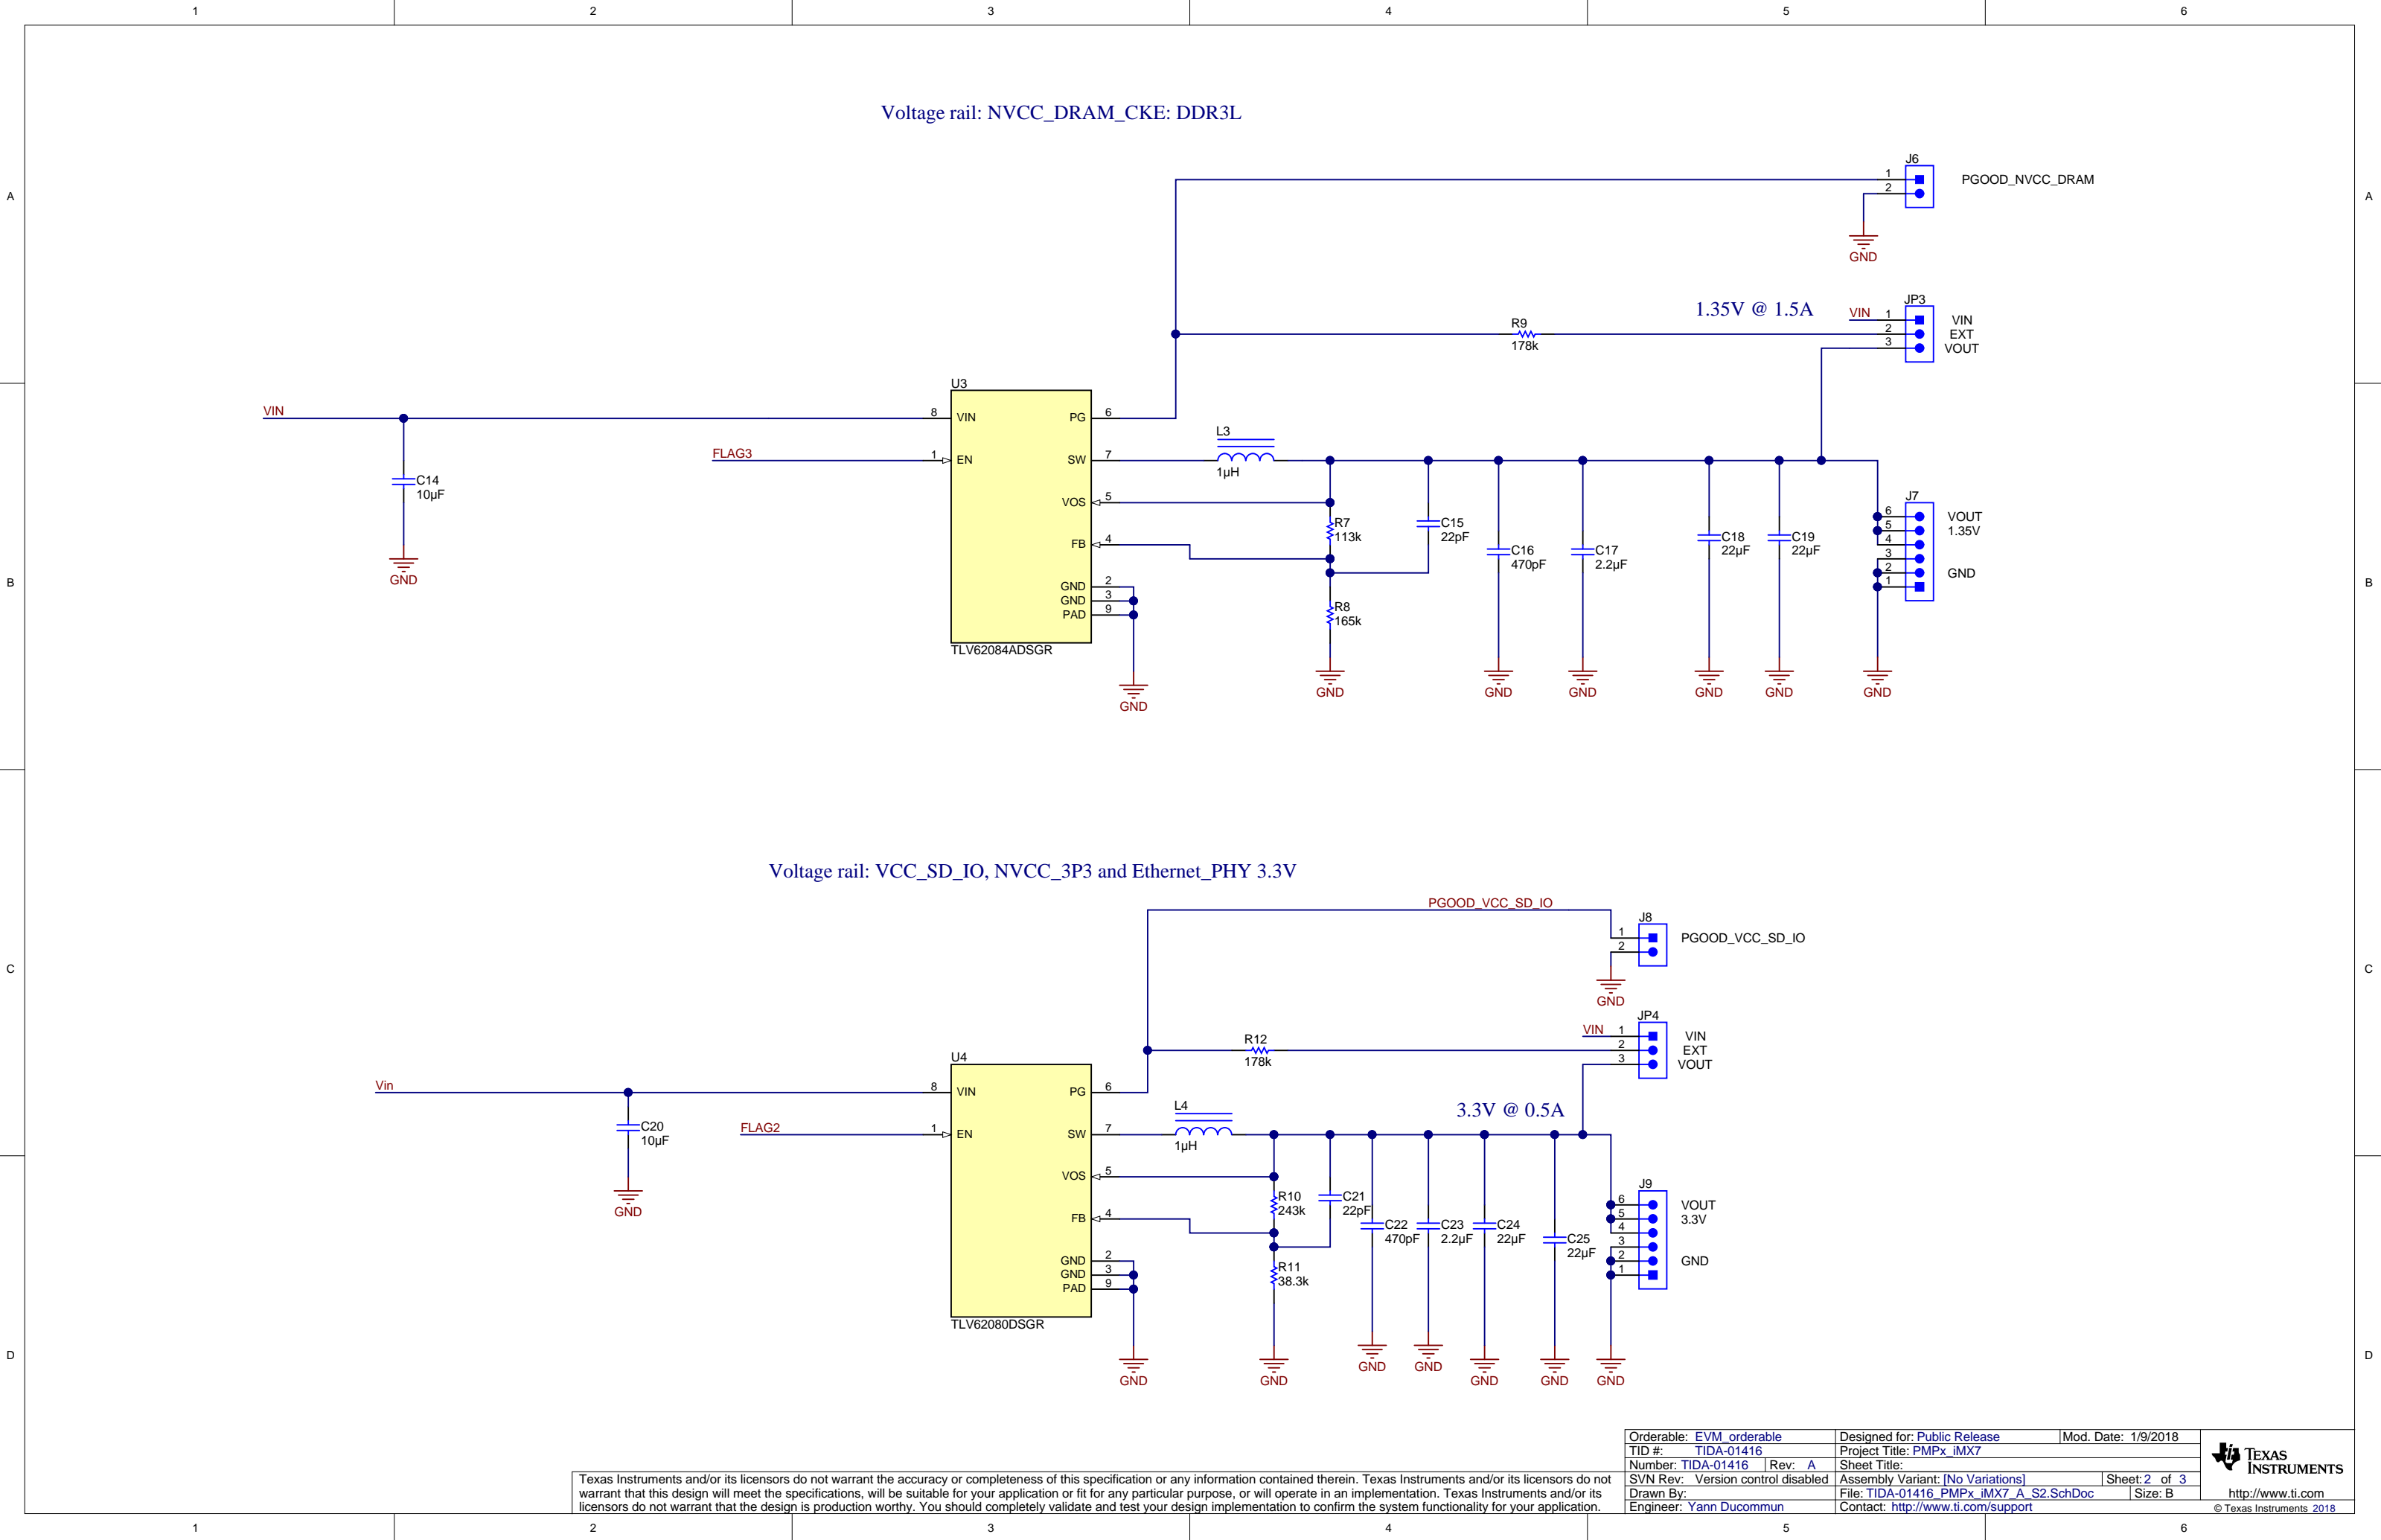 1 2 3 4 5 6
A A
B B
C C
D D
Voltage rail: NVCC_DRAM_CKE: DDR3L
J6
1
2
PGOOD_NVCC_DRAM
GND
1.35V @ 1.5A
JP3
VIN 1 VIN
2 EXT
3 VOUT
R9
178k
U3
VIN
8 VIN
PG 6
FLAG3
1 EN
SW 7
VOS 5
FB 4
GND 2
GND 3
PAD 9
TLV62084ADSGR
GND
C14
10µF
GND
L3
1µH
R7
113k
R8
165k
GND
C15
22pF
C16
470pF
GND
C17
2.2µF
GND
C18
22µF
GND
C19
22µF
GND
J7
6 VOUT
5 1.35V
4
3
2 GND
1
GND
Voltage rail: VCC_SD_IO, NVCC_3P3 and Ethernet_PHY 3.3V
PGOOD_VCC_SD_IO
J8
1 PGOOD_VCC_SD_IO
2
GND
JP4
VIN 1 VIN
2 EXT
3 VOUT
R12
178k
U4
Vin
8 VIN
PG 6
FLAG2
1 EN
SW 7
VOS 5
FB 4
GND 2
GND 3
PAD 9
TLV62080DSGR
GND
C20
10µF
GND
L4
1µH
3.3V @ 0.5A
R10
243k
R11
38.3k
GND
C21
22pF
C22
470pF
GND
C23
2.2µF
GND
C24
22µF
GND
C25
22µF
GND
J9
6 VOUT
5 3.3V
4
3
2 GND
1
GND
Texas Instruments and/or its licensors do not warrant the accuracy or completeness of this specification or any information contained therein. Texas Instruments and/or its licensors do not
warrant that this design will meet the specifications, will be suitable for your application or fit for any particular purpose, or will operate in an implementation. Texas Instruments and/or its
licensors do not warrant that the design is production worthy. You should completely validate and test your design implementation to confirm the system functionality for your application.
Orderable: EVM_orderable Designed for: Public Release Mod. Date: 1/9/2018
TID #: TIDA-01416 Project Title: PMPx_iMX7
Number: TIDA-01416 Rev: A Sheet Title:
SVN Rev: Version control disabled Assembly Variant: [No Variations] Sheet: 2 of 3
Drawn By: File: TIDA-01416_PMPx_iMX7_A_S2.SchDoc Size: B
Engineer: Yann Ducommun Contact: http://www.ti.com/support
TEXAS
INSTRUMENTS
http://www.ti.com
© Texas Instruments 2018
1 2 3 4 5 6